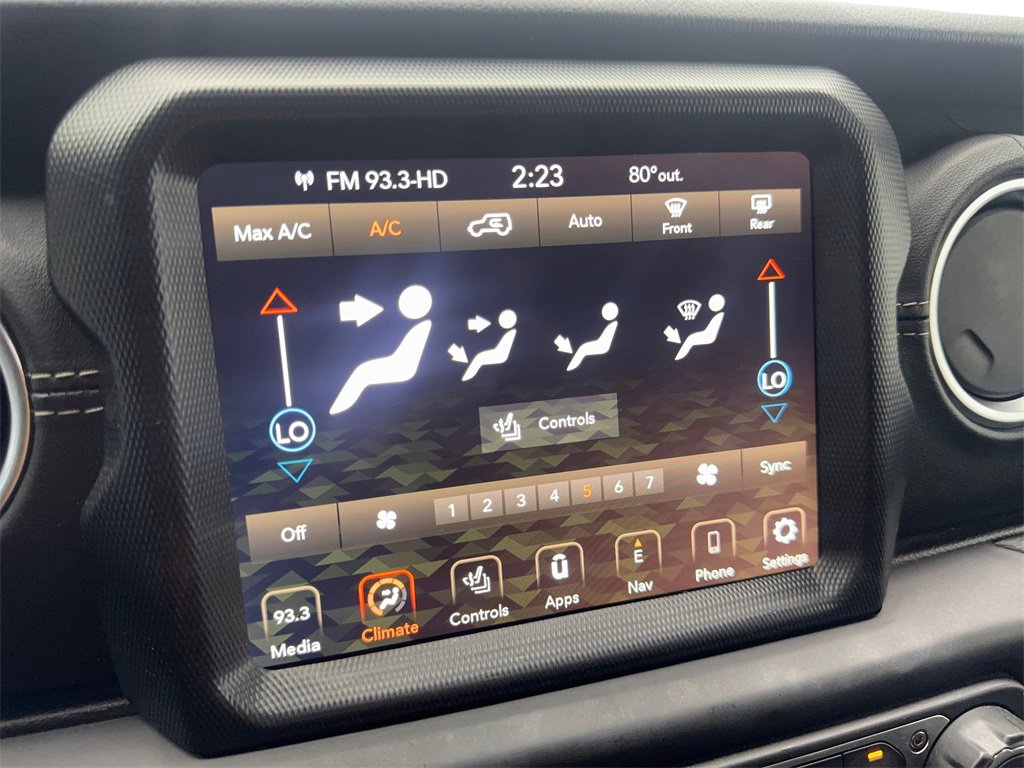 FM 93.3-HD 2:23 80°out.
Max A/C A/C Auto Front Rear
LO LO
Controls
Off 1 2 3 4 5 6 7 Sync
93.3 E
Media Climate Controls Apps Nav Phone Settings